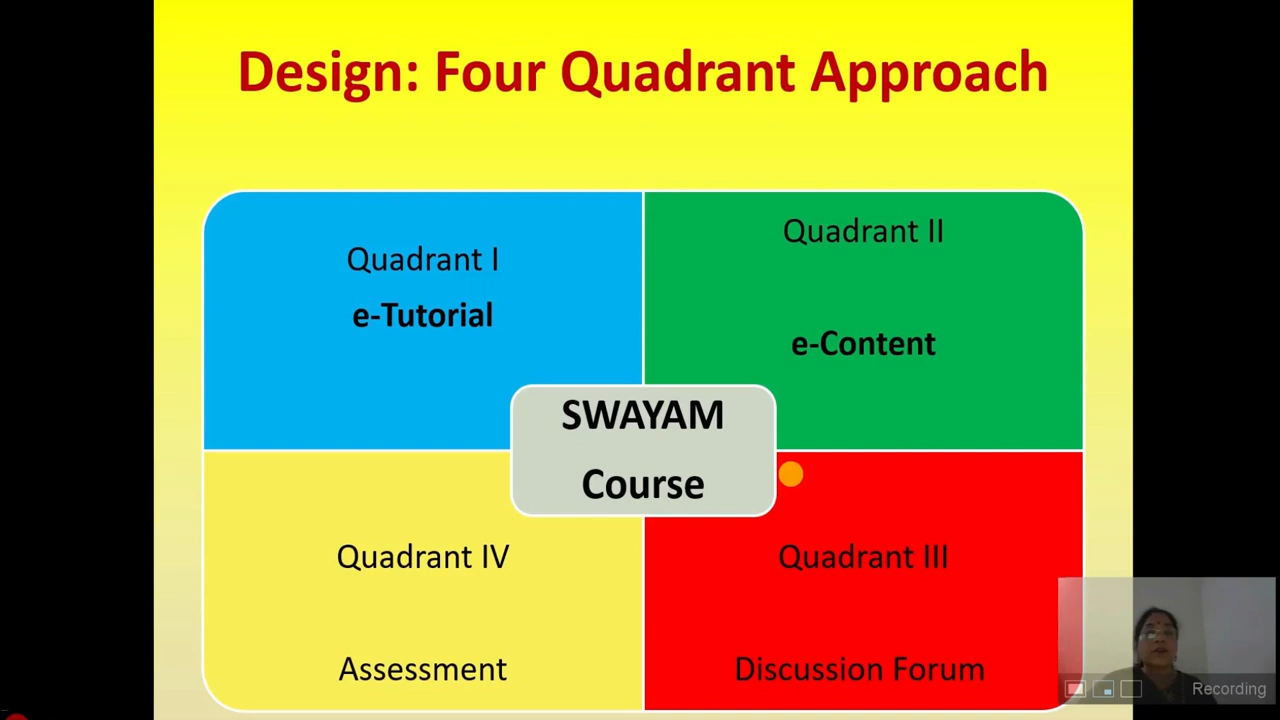 Design: Four Quadrant Approach
Quadrant I
e-Tutorial
Quadrant II
e-Content
SWAYAM
Course
Quadrant IV
Assessment
Quadrant III
Discussion Forum
Recording